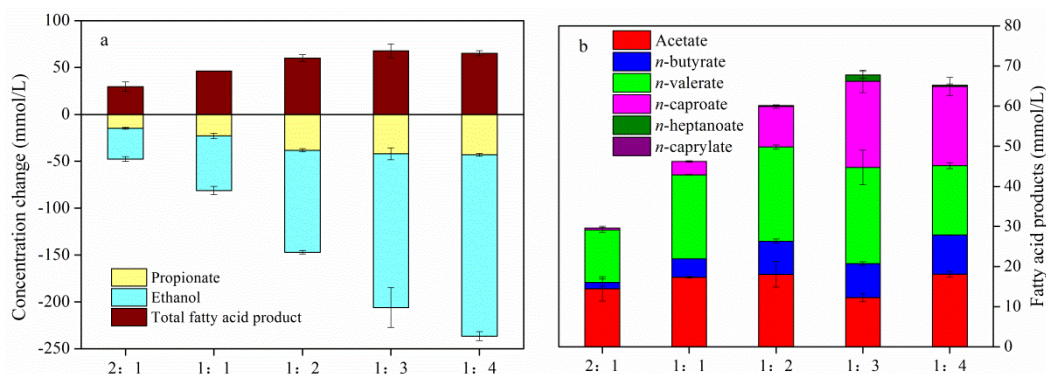 a
Concentration change (mmol/L)
100
50
0
-50
-100
-150
-200
-250
Propionate
Ethanol
Total fatty acid product
2: 1
1: 1
1: 2
1: 3
1: 4
b
Acetate
n-butyrate
n-valerate
n-caproate
n-heptanoate
n-caprylate
80
70
60
50
40
30
20
10
0
Fatty acid products (mmol/L)
2: 1
1: 1
1: 2
1: 3
1: 4